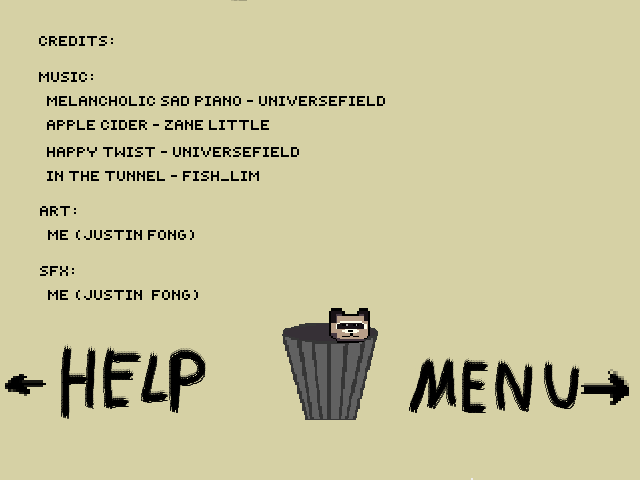 CREDITS:
MUSIC:
MELANCHOLIC SAD PIANO - UNIVERSEFIELD
APPLE CIDER - ZANE LITTLE
HAPPY TWIST - UNIVERSEFIELD
IN THE TUNNEL - FISH_LIM
ART:
ME (JUSTIN FONG)
SFX:
ME (JUSTIN FONG)
HELP
MENU